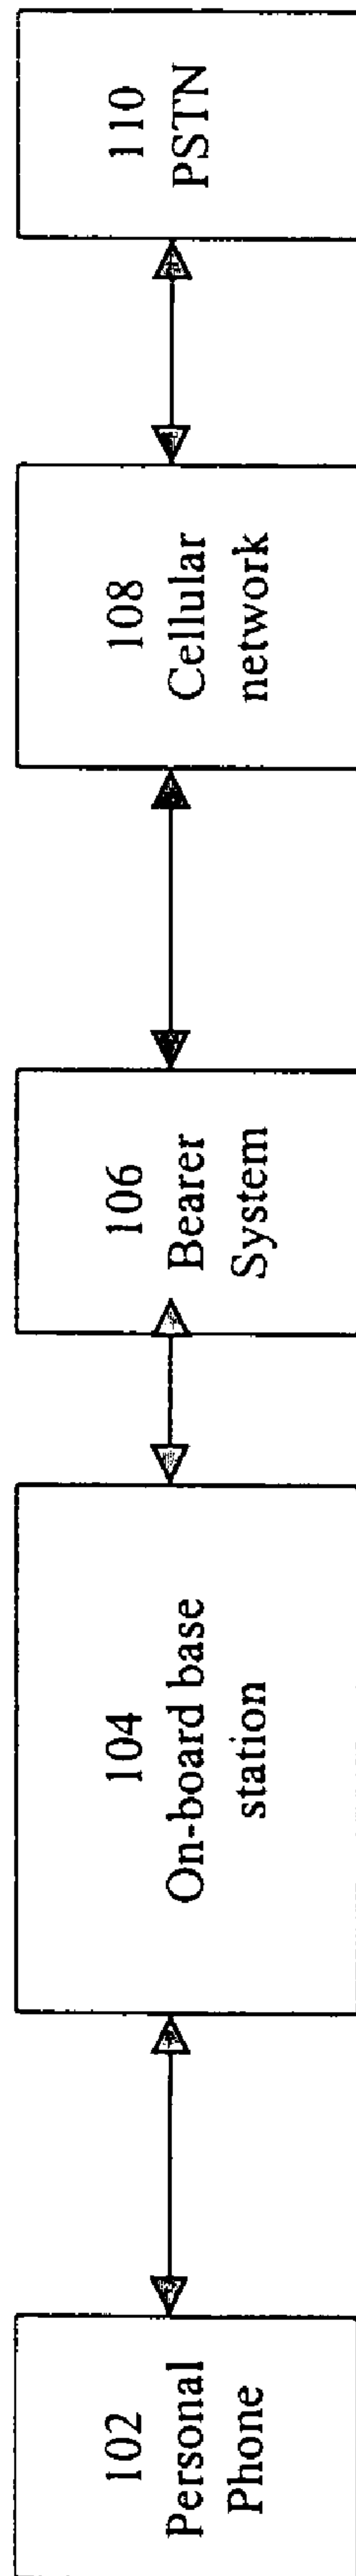 102
Personal
Phone
104
On-board base
station
106
Bearer
System
108
Cellular
network
110
PSTN